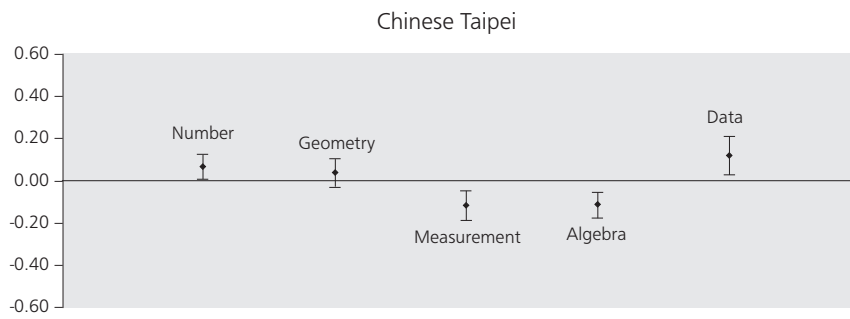 Chinese Taipei
0.60
0.40
0.20
0.00
-0.20
-0.40
-0.60
Number
Geometry
Measurement
Algebra
Data